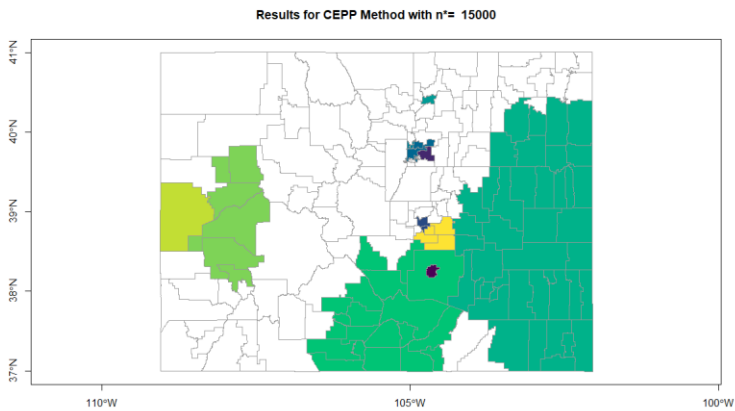 Results for CEPP Method with n*= 15000
41°N
40°N
39°N
38°N
37°N
110°W
105°W
100°W